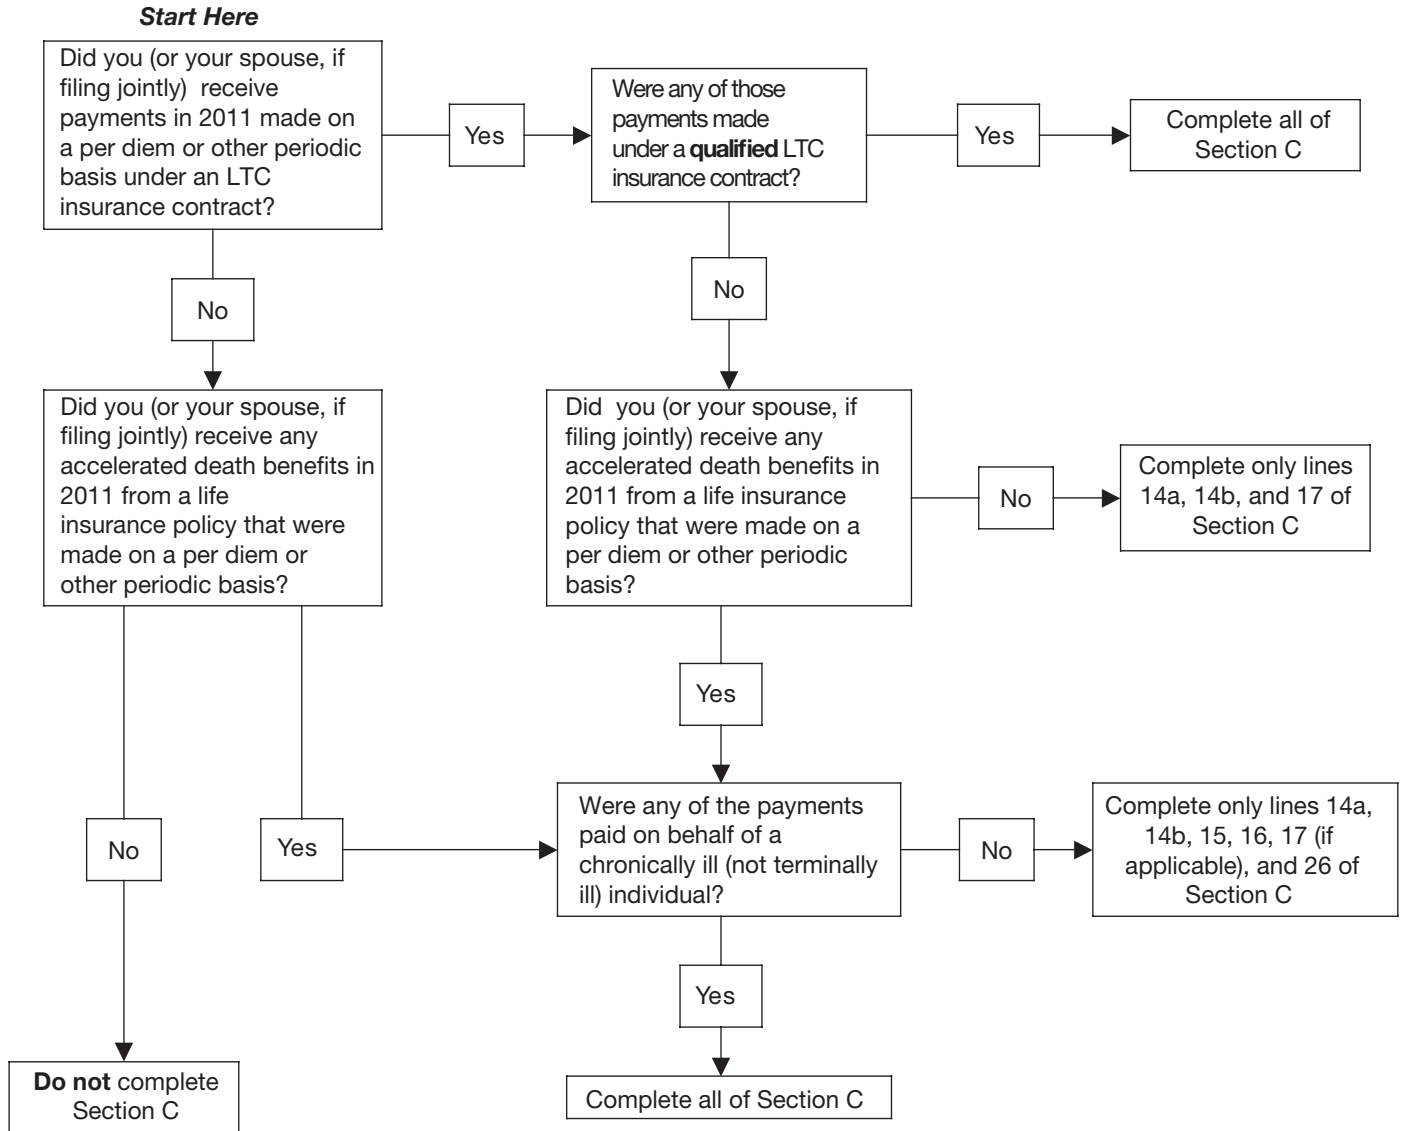 Start Here
Did you (or your spouse, if
filing jointly) receive
payments in 2011 made on
a per diem or other periodic
basis under an LTC
insurance contract?
Yes
Were any of those
payments made
under a qualified LTC
insurance contract?
Yes
Complete all of
Section C
No
No
Did you (or your spouse, if
filing jointly) receive any
accelerated death benefits in
2011 from a life
insurance policy that were
made on a per diem or
other periodic basis?
Did you (or your spouse, if
filing jointly) receive any
accelerated death benefits in
2011 from a life insurance
policy that were made on a
per diem or other periodic
basis?
No
Complete only lines
14a, 14b, and 17 of
Section C
Yes
No
Yes
Were any of the payments
paid on behalf of a
chronically ill (not terminally
ill) individual?
No
Complete only lines 14a,
14b, 15, 16, 17 (if
applicable), and 26 of
Section C
Yes
Do not complete
Section C
Complete all of Section C